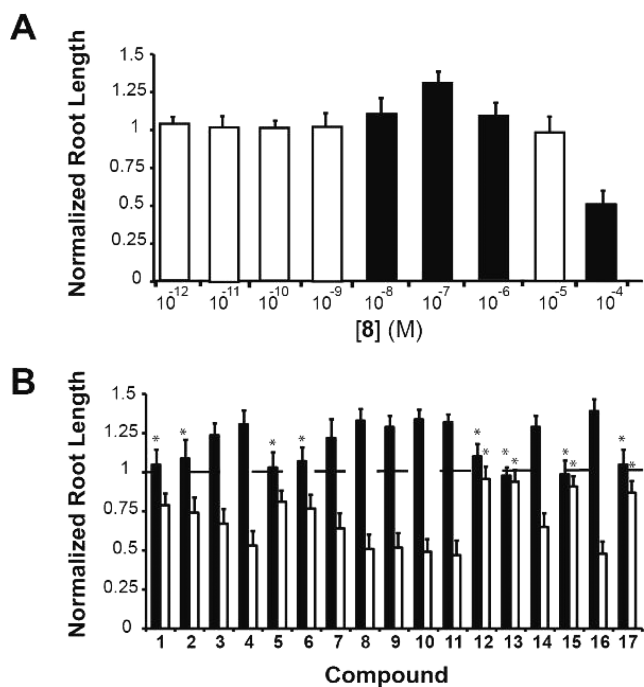 A
Normalized Root Length
1.5
1.25
1
0.75
0.5
0.25
0
10⁻¹² 10⁻¹¹ 10⁻¹⁰ 10⁻⁹ 10⁻⁸ 10⁻⁷ 10⁻⁶ 10⁻⁵ 10⁻⁴
[8] (M)
B
Normalized Root Length
1.5
1.25
1
0.75
0.5
0.25
0
* * * * * * * * * * * *
1 2 3 4 5 6 7 8 9 10 11 12 13 14 15 16 17
Compound